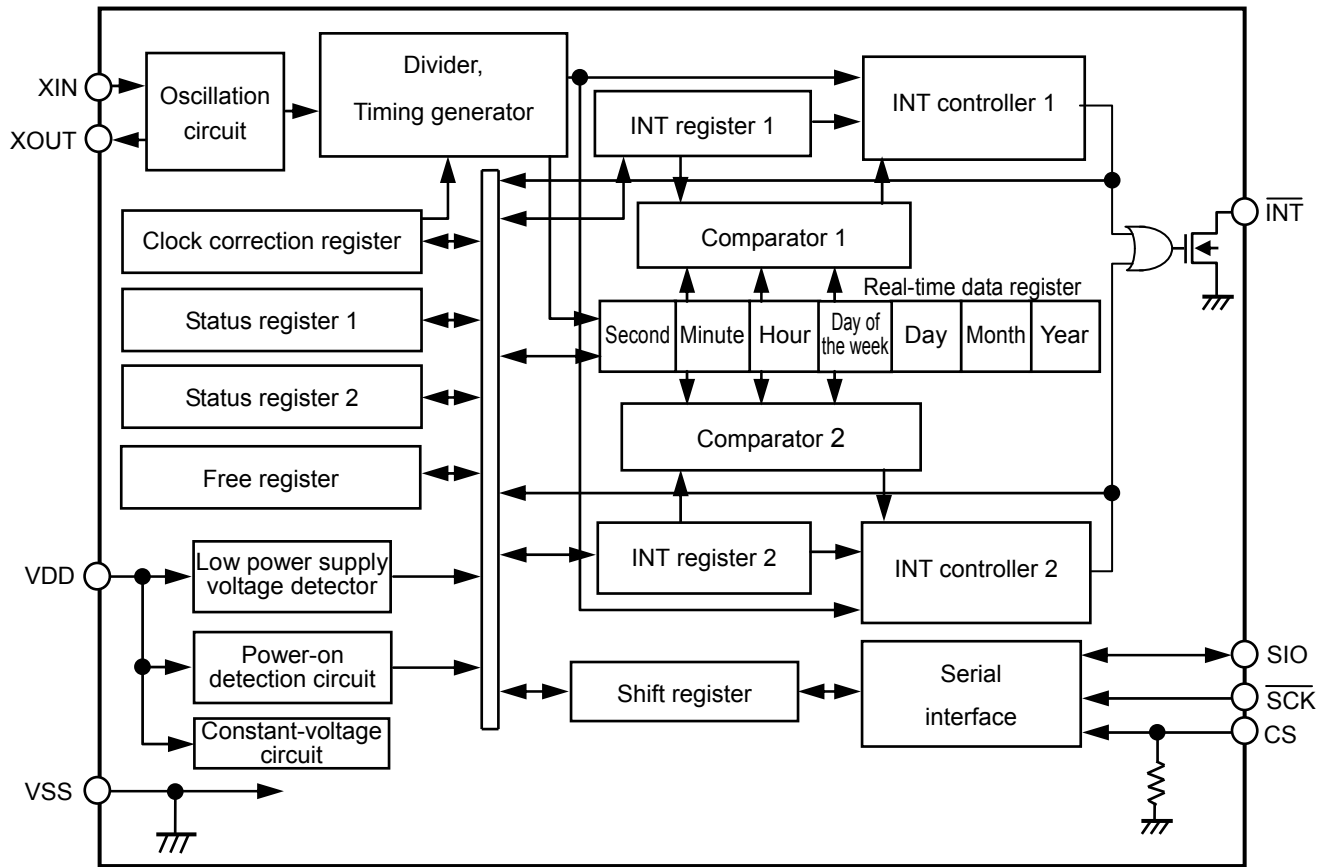 XIN
XOUT
Oscillation
circuit
Divider,
Timing generator
INT register 1
INT controller 1
INT
Clock correction register
Comparator 1
Real-time data register
Status register 1
Second
Minute
Hour
Day of
the week
Day
Month
Year
Status register 2
Comparator 2
Free register
VDD
Low power supply
voltage detector
INT register 2
INT controller 2
Power-on
detection circuit
Shift register
Serial
interface
SIO
SCK
CS
Constant-voltage
circuit
VSS